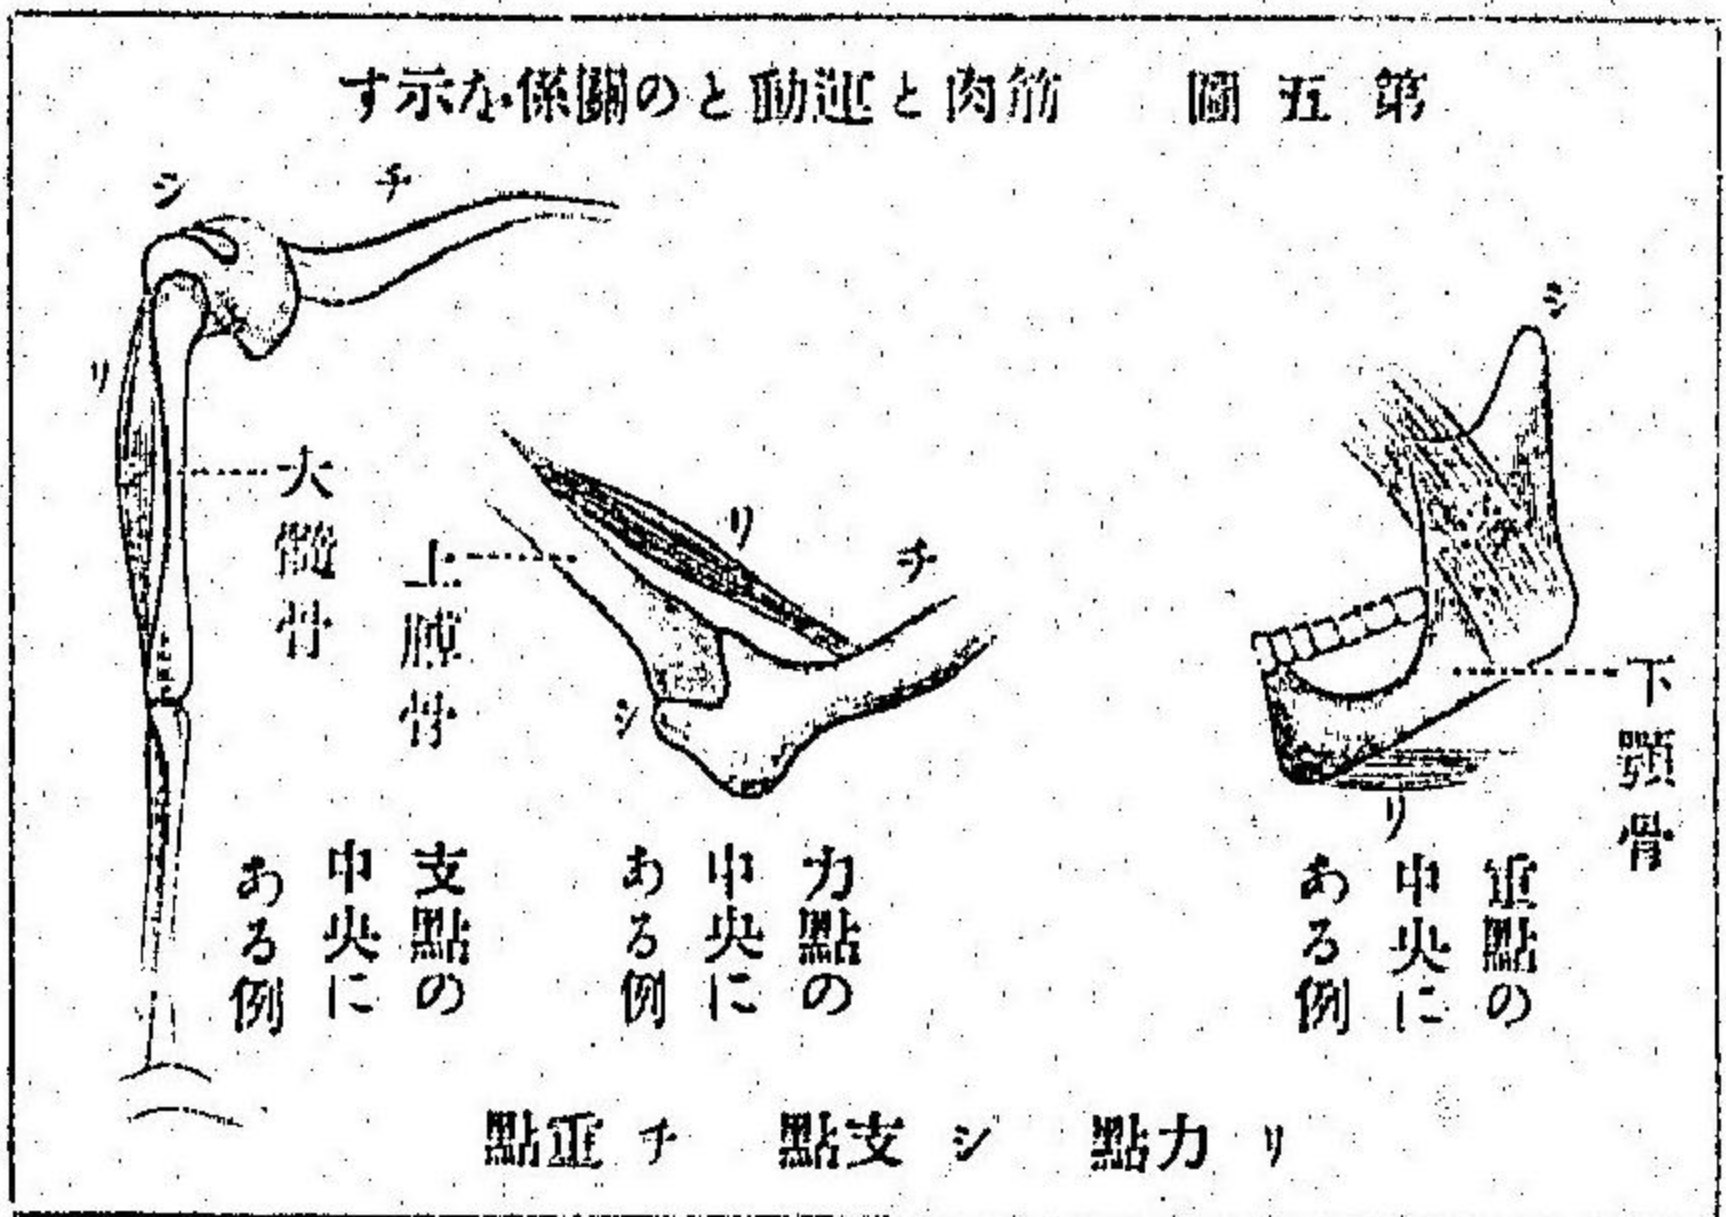 第五圖　筋肉と運動との關係を示す
シ
チ
リ
大髓骨
上膊骨
リ
チ
シ
シ
チ
下顎骨
リ
重點の
中央に
ある例
力點の
中央に
ある例
支點の
中央に
ある例
リ 力點　シ 支點　チ 重點